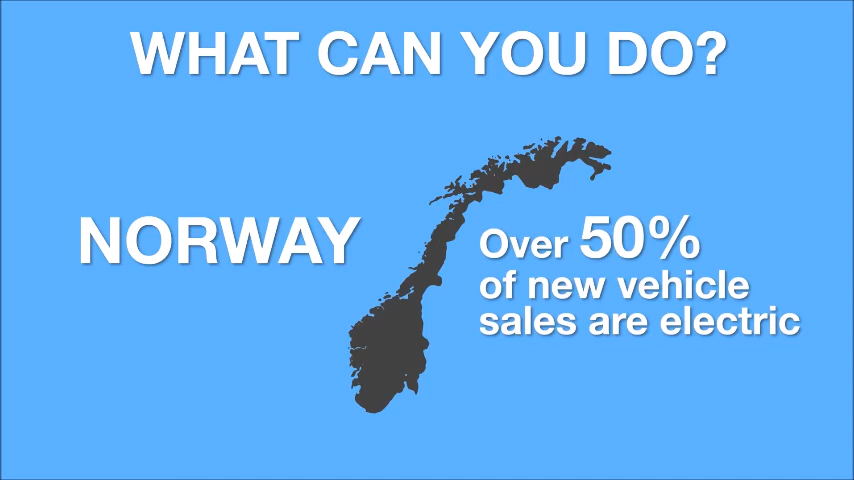 WHAT CAN YOU DO?
NORWAY
Over 50%
of new vehicle
sales are electric